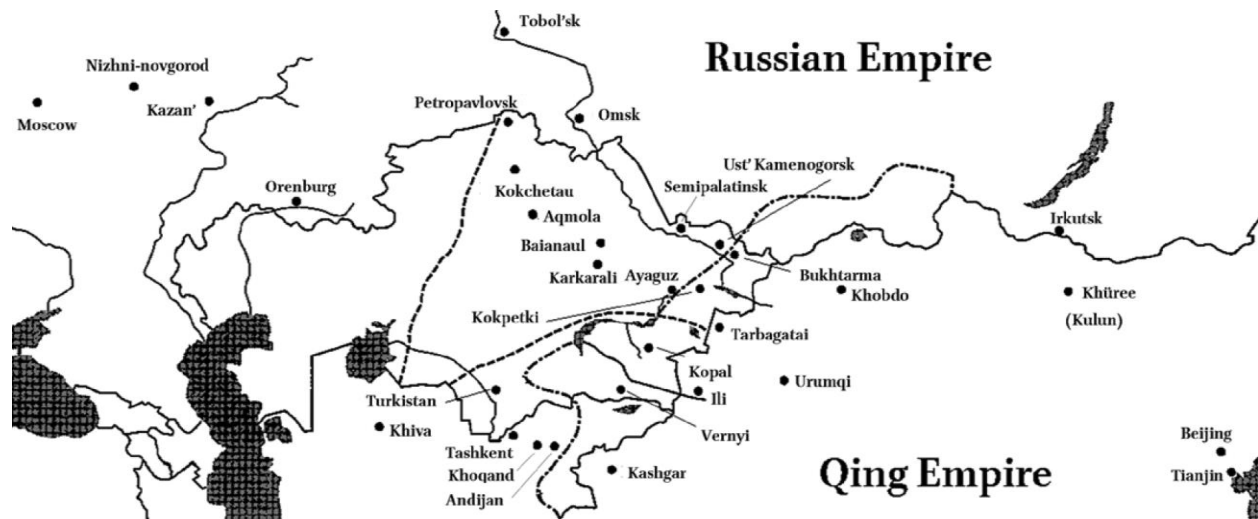 Tobol'sk
Russian Empire
Nizhni-novgorod
Kazan'
Moscow
Petropavlovsk
Omsk
Ust' Kamenogorsk
Semipalatinsk
Kokchetau
Orenburg
Aqmola
Irkutsk
Baianaul
Karkarali
Ayaguz
Bukhtarma
Khobdo
Khüree
(Kulun)
Kokpetki
Tarbagatai
Kopal
Urumqi
Ili
Turkistan
Khiva
Vernyi
Tashkent
Khoqand
Andijan
Kashgar
Qing Empire
Beijing
Tianjin